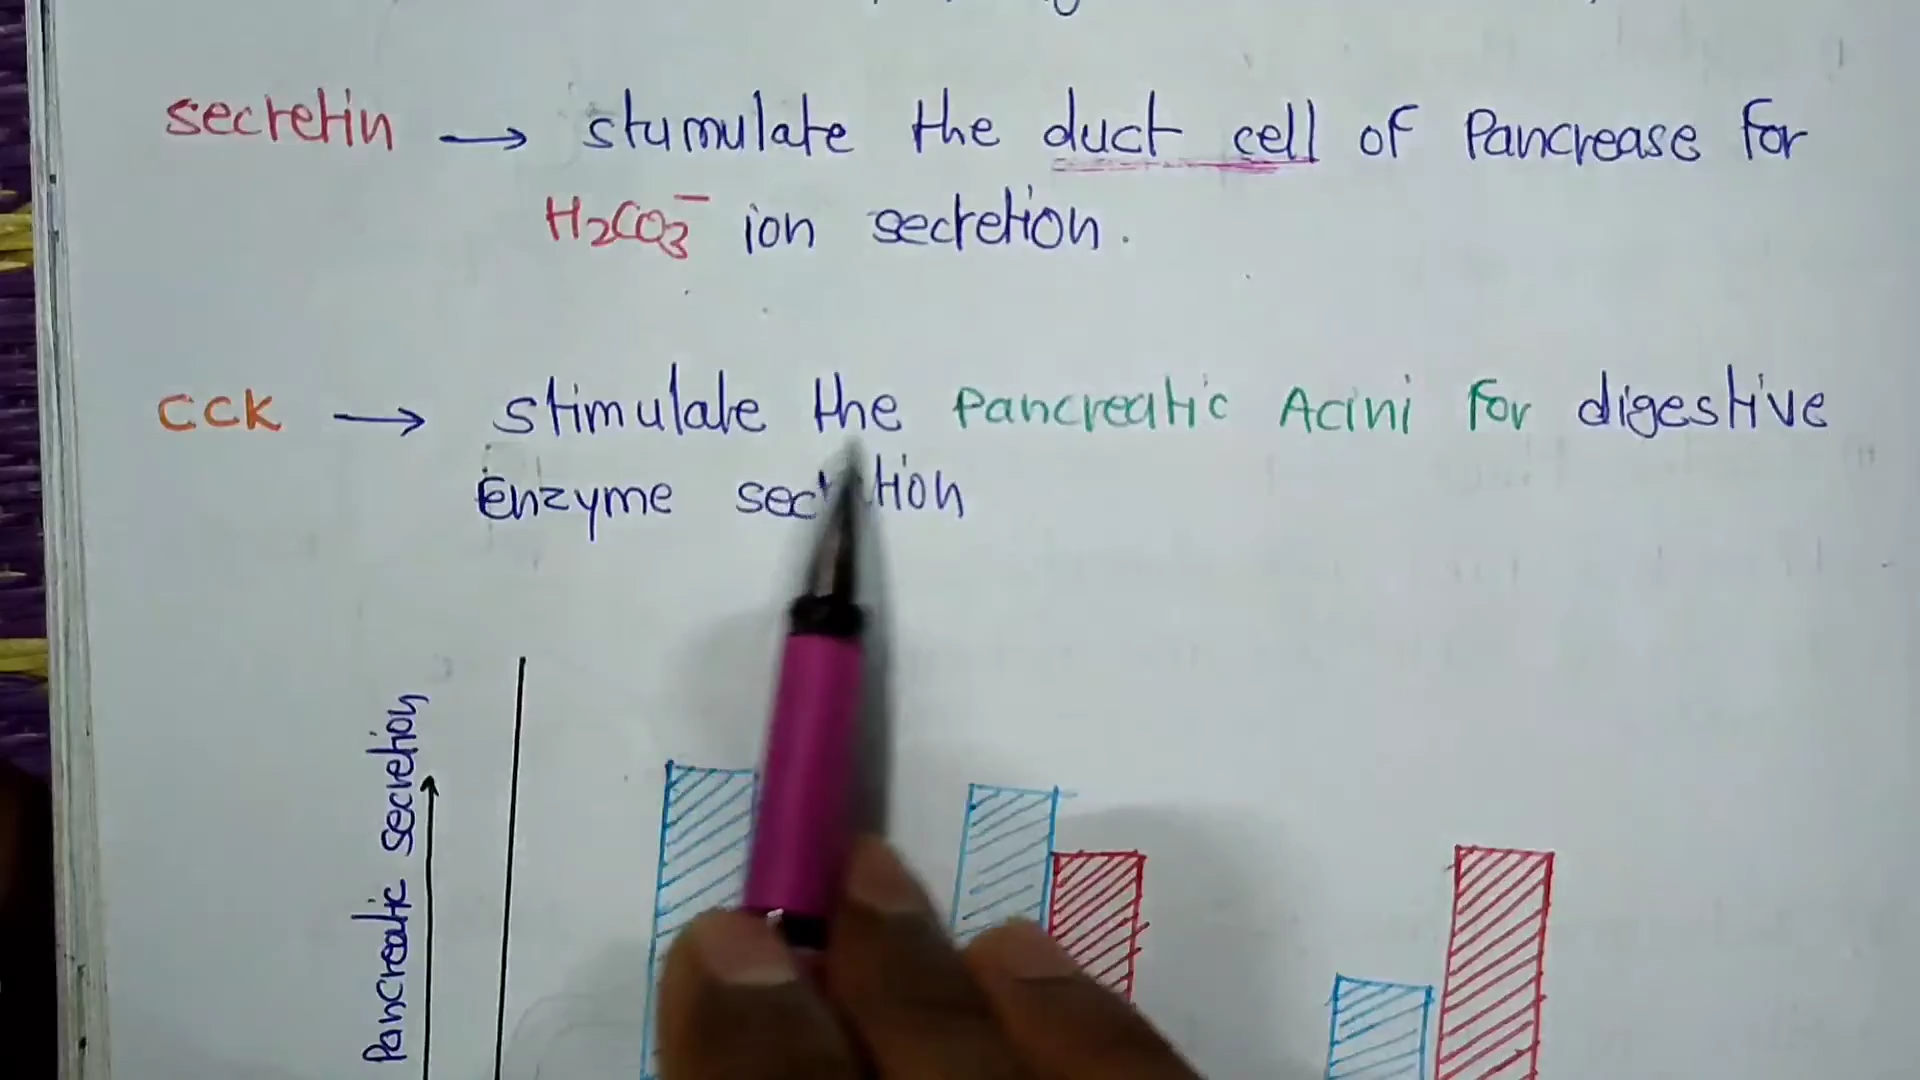 secretin → stumulate the duct cell of Pancrease for
H₂CO₃⁻ ion secretion.
CCK → stimulate the Pancreatic Acini for digestive
Enzyme
Pancreatic secretion